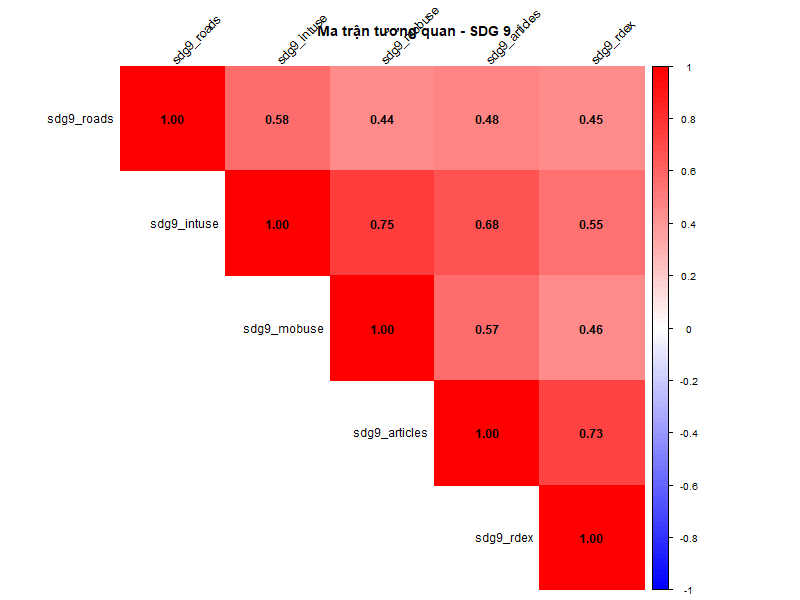 Ma trận tương quan - SDG 9
sdg9_roads sdg9_intuse sdg9_mobuse sdg9_articles sdg9_rdex
sdg9_roads 1.00 0.58 0.44 0.48 0.45
sdg9_intuse 1.00 0.75 0.68 0.55
sdg9_mobuse 1.00 0.57 0.46
sdg9_articles 1.00 0.73
sdg9_rdex 1.00
1
0.8
0.6
0.4
0.2
0
-0.2
-0.4
-0.6
-0.8
-1